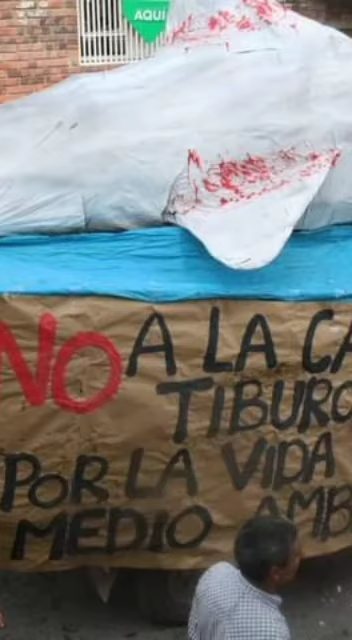 AQUI
NO A LA CA
TIBURO
POR LA VIDA
MEDIO AMB